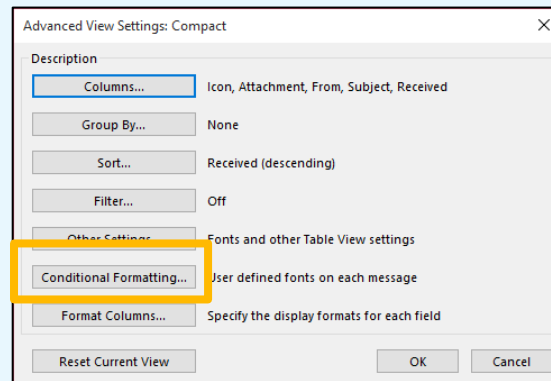 Advanced View Settings: Compact
Description
Columns... Icon, Attachment, From, Subject, Received
Group By... None
Sort... Received (descending)
Filter... Off
Other Settings... Fonts and other Table View settings
Conditional Formatting... User defined fonts on each message
Format Columns... Specify the display formats for each field
Reset Current View OK Cancel